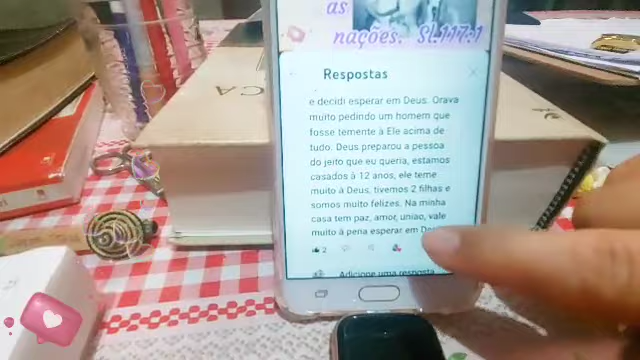 as
nações. Sl.117:1
Respostas
e decidi esperar em Deus. Orava
muito pedindo um homem que
fosse temente à Ele acima de
tudo. Deus preparou a pessoa
do jeito que eu queria, estamos
casados à 12 anos, ele teme
muito à Deus, tivemos 2 filhas e
somos muito felizes. Na minha
casa tem paz, amor, uniao, vale
muito à pena esperar em
2
Adicione uma resposta